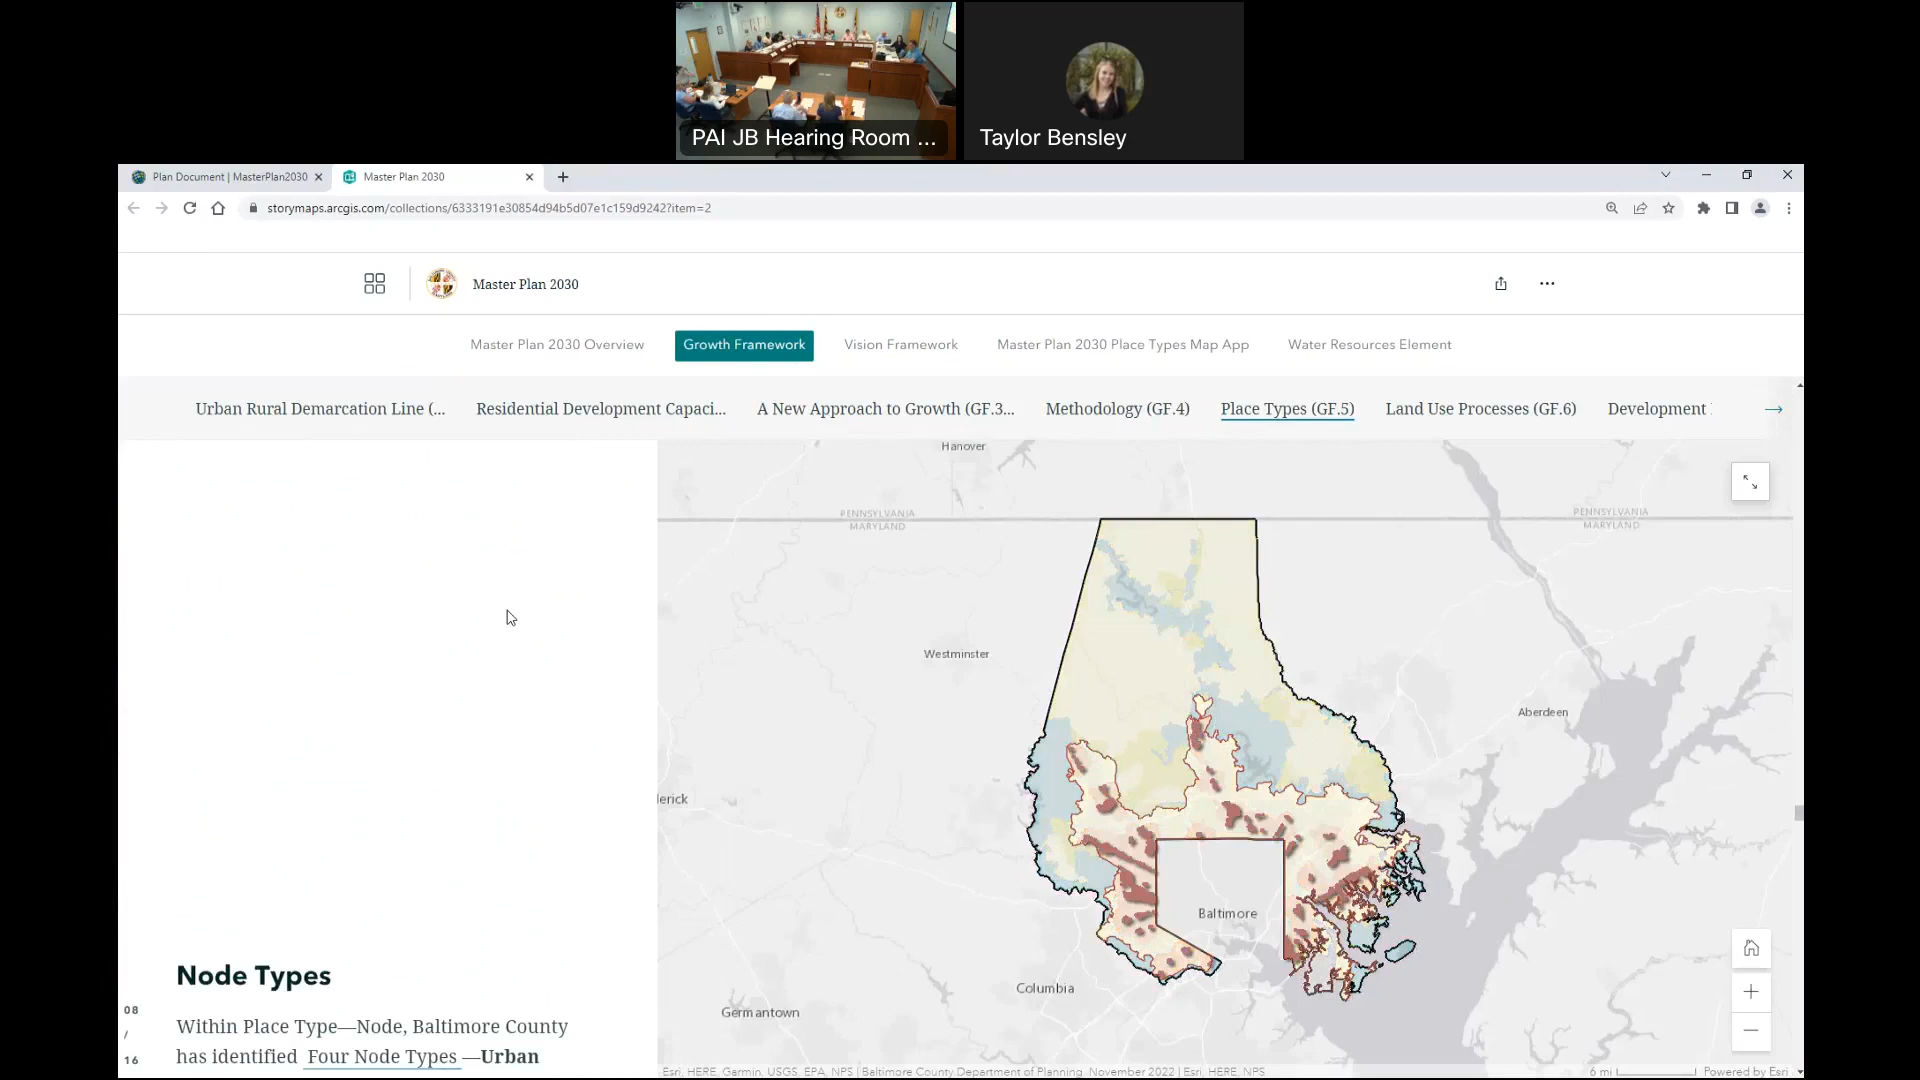 PAI JB Hearing Room ...
Taylor Bensley
Plan Document | MasterPlan2030
Master Plan 2030
storymaps.arcgis.com/collections/6333191e30854d94b5d07e1c159d9242?item=2
Master Plan 2030
Master Plan 2030 Overview
Growth Framework
Vision Framework
Master Plan 2030 Place Types Map App
Water Resources Element
Urban Rural Demarcation Line (...
Residential Development Capaci...
A New Approach to Growth (GF.3...
Methodology (GF.4)
Place Types (GF.5)
Land Use Processes (GF.6)
Development
Hanover
PENNSYLVANIA
MARYLAND
PENNSYLVANIA
MARYLAND
Westminster
Aberdeen
erick
Baltimore
Columbia
Germantown
Node Types
08
/
16
Within Place Type—Node, Baltimore County
has identified Four Node Types —Urban
Esri, HERE, Garmin, USGS, EPA, NPS | Baltimore County Department of Planning, November 2022 | Esri, HERE, NPS
6 mi
Powered by Esri